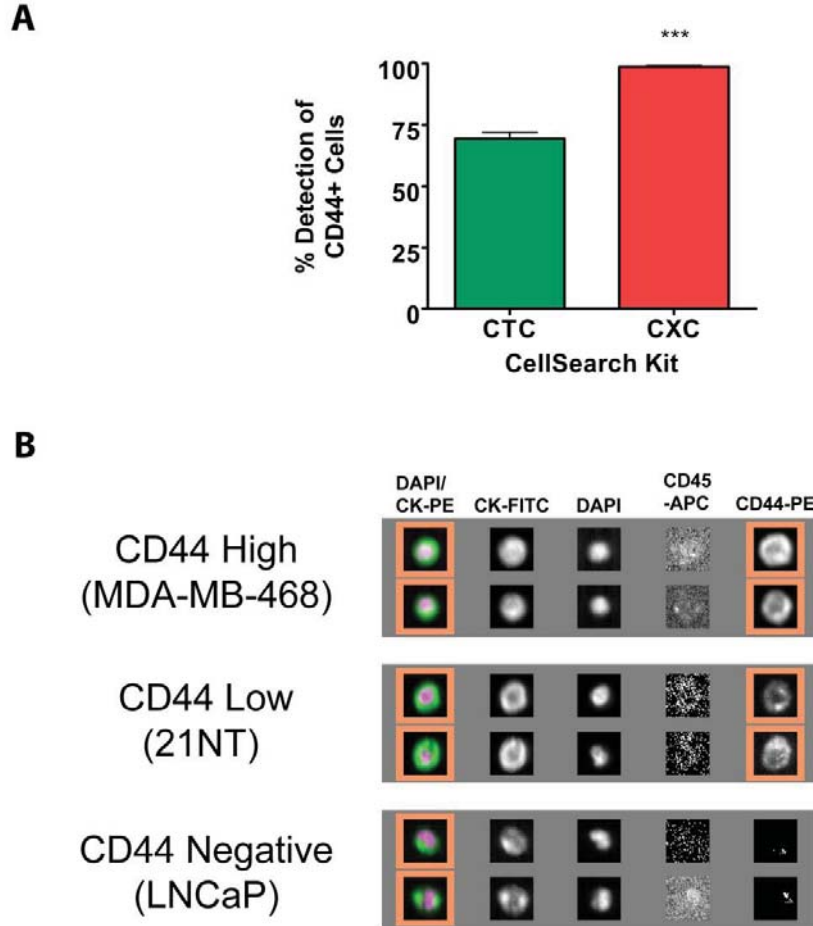 A
***
100
75
50
25
0
% Detection of
CD44+ Cells
CTC
CXC
CellSearch Kit
B
DAPI/
CK-PE
CK-FITC
DAPI
CD45
-APC
CD44-PE
CD44 High
(MDA-MB-468)
CD44 Low
(21NT)
CD44 Negative
(LNCaP)